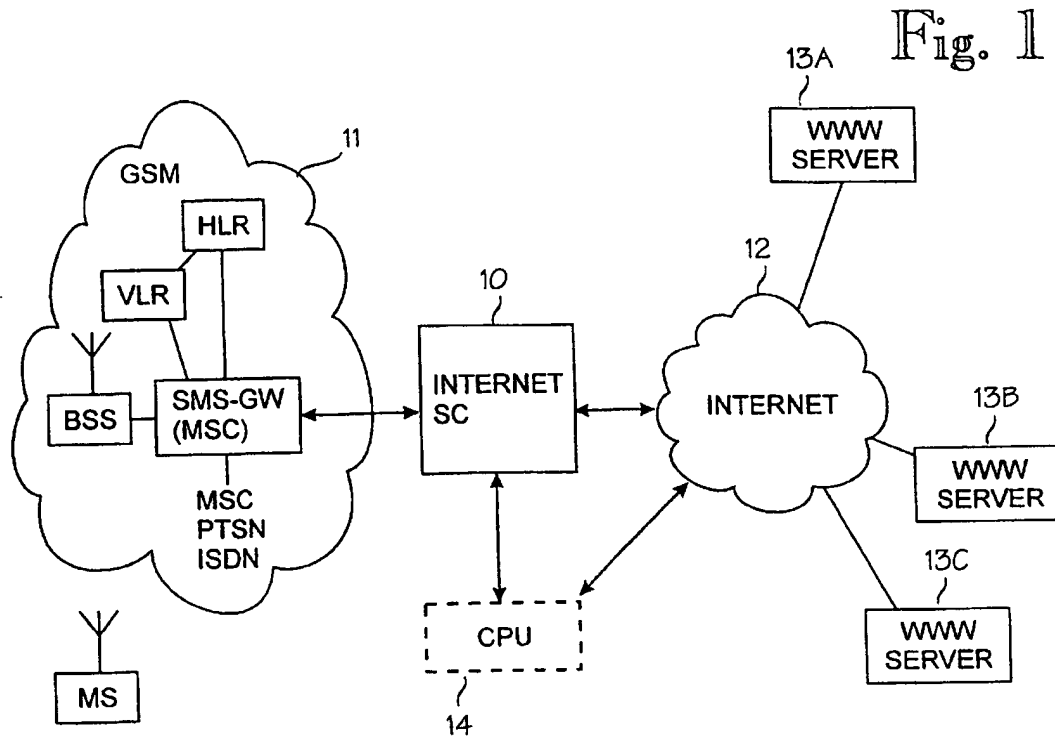 Fig. 1
13A
WWW
SERVER
11
GSM
HLR
VLR
BSS
SMS-GW
(MSC)
MSC
PTSN
ISDN
MS
10
INTERNET
SC
12
INTERNET
13B
WWW
SERVER
13C
WWW
SERVER
CPU
14